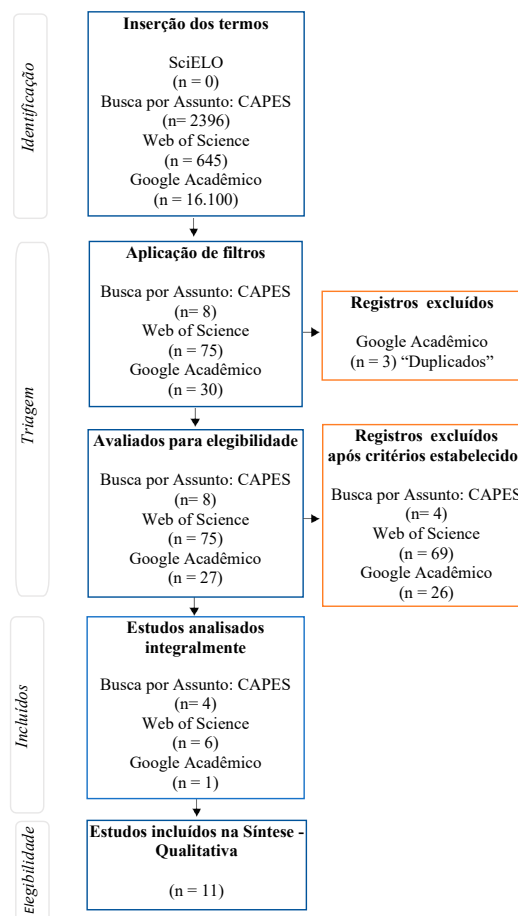 Identificação
Inserção dos termos
SciELO
(n = 0)
Busca por Assunto: CAPES
(n= 2396)
Web of Science
(n = 645)
Google Acadêmico
(n = 16.100)
Triagem
Aplicação de filtros
Busca por Assunto: CAPES
(n= 8)
Web of Science
(n = 75)
Google Acadêmico
(n = 30)
Registros excluídos
Google Acadêmico
(n = 3) “Duplicados”
Avaliados para elegibilidade
Busca por Assunto: CAPES
(n= 8)
Web of Science
(n = 75)
Google Acadêmico
(n = 27)
Registros excluídos
após critérios estabelecido
Busca por Assunto: CAPES
(n= 4)
Web of Science
(n = 69)
Google Acadêmico
(n = 26)
Incluídos
Estudos analisados
integralmente
Busca por Assunto: CAPES
(n= 4)
Web of Science
(n = 6)
Google Acadêmico
(n = 1)
Elegibilidade
Estudos incluídos na Síntese -
Qualitativa
(n = 11)